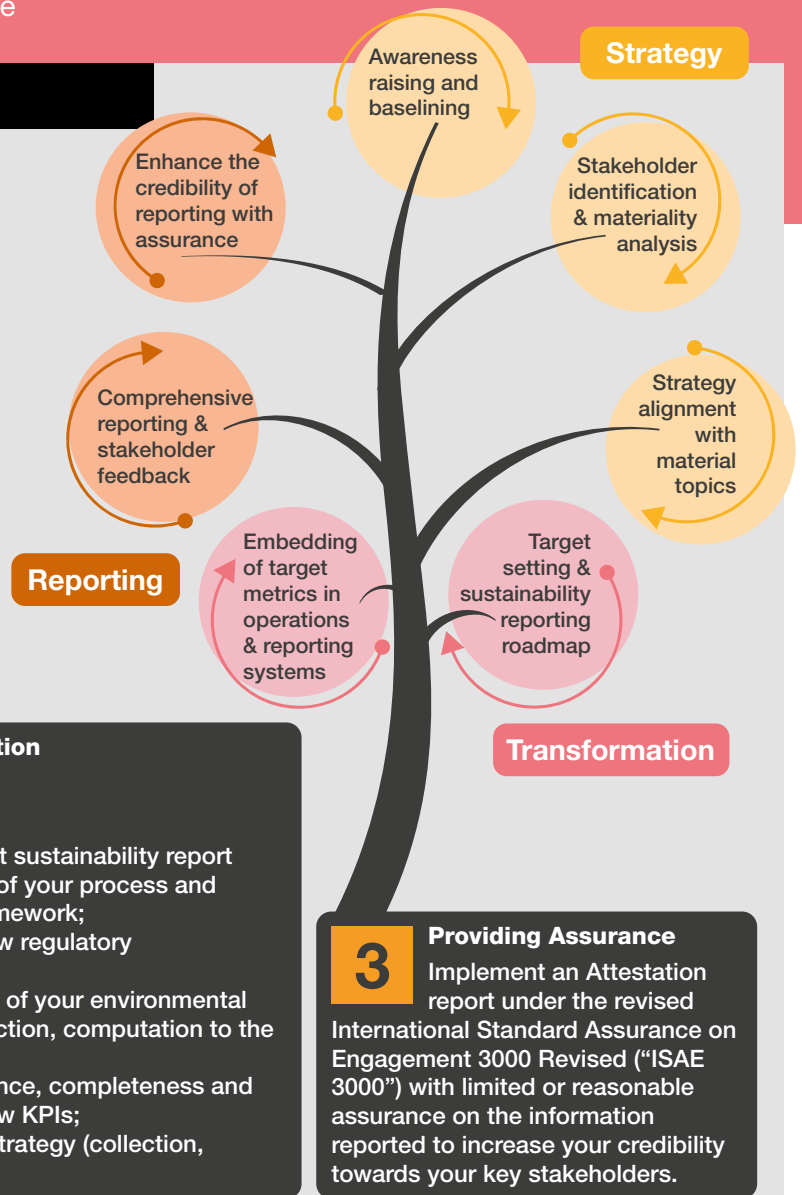 e
Strategy
Awareness
raising and
baselining
Enhance the
credibility of
reporting with
assurance
Stakeholder
identification
& materiality
analysis
Comprehensive
reporting &
stakeholder
feedback
Strategy
alignment
with
material
topics
Reporting
Embedding
of target
metrics in
operations
& reporting
systems
Target
setting &
sustainability
reporting
roadmap
Transformation
tion
t sustainability report
of your process and
mework;
w regulatory
of your environmental
ction, computation to the
nce, completeness and
w KPIs;
trategy (collection,
3
Providing Assurance
Implement an Attestation
report under the revised
International Standard Assurance on
Engagement 3000 Revised (“ISAE
3000”) with limited or reasonable
assurance on the information
reported to increase your credibility
towards your key stakeholders.